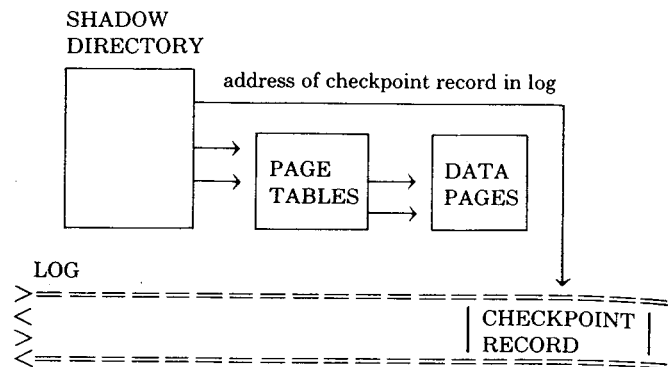 SHADOW
DIRECTORY
address of checkpoint record in log
PAGE
TABLES
DATA
PAGES
LOG
CHECKPOINT
RECORD